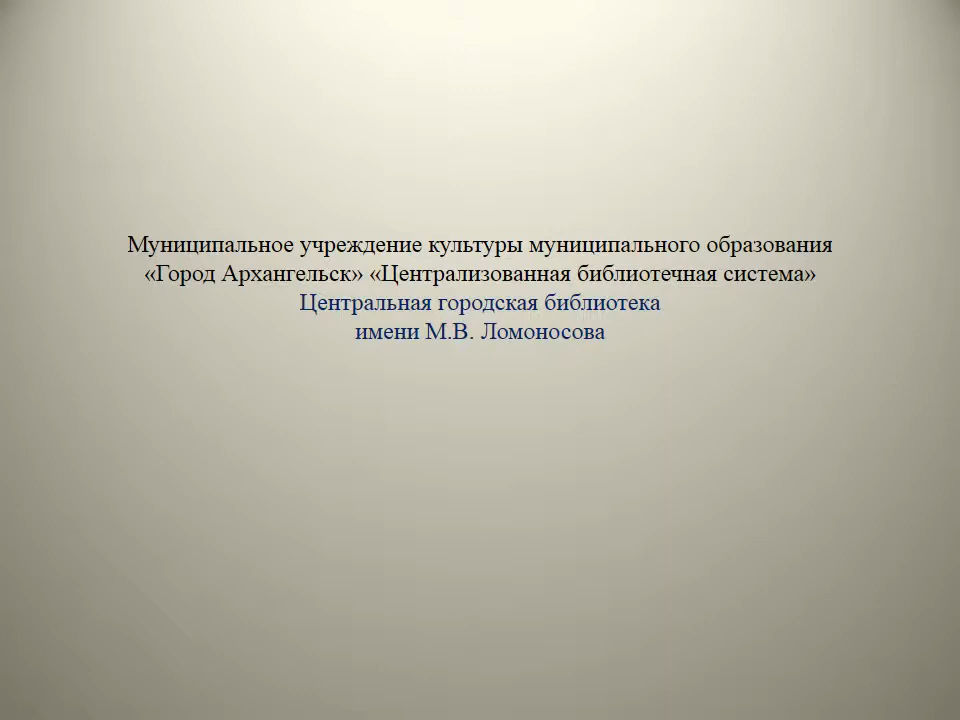 Муниципальное учреждение культуры муниципального образования
«Город Архангельск» «Централизованная библиотечная система»
Центральная городская библиотека
имени М.В. Ломоносова